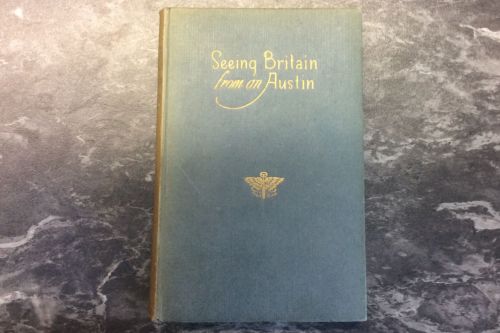 Seeing Britain
from an Austin